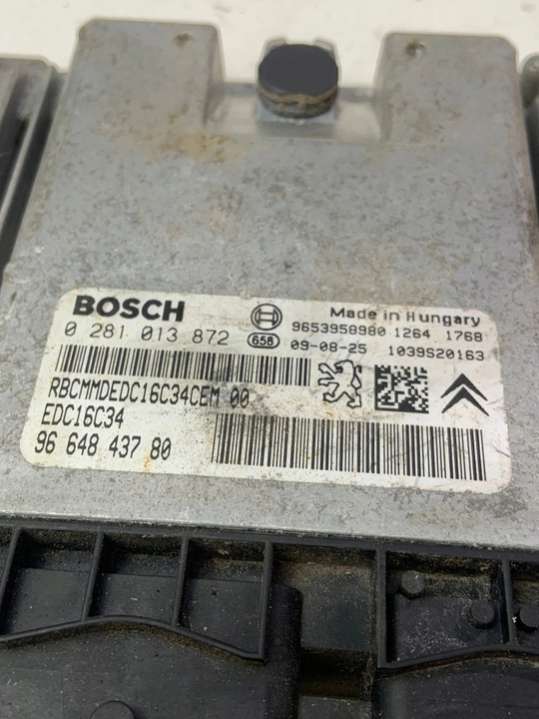 BOSCH
Made in Hungary
0 281 013 872
9653958980 1264 1768
658
09-08-25 1039S20163
RBCMMDEDC16C34CEM 00
EDC16C34
96 648 437 80